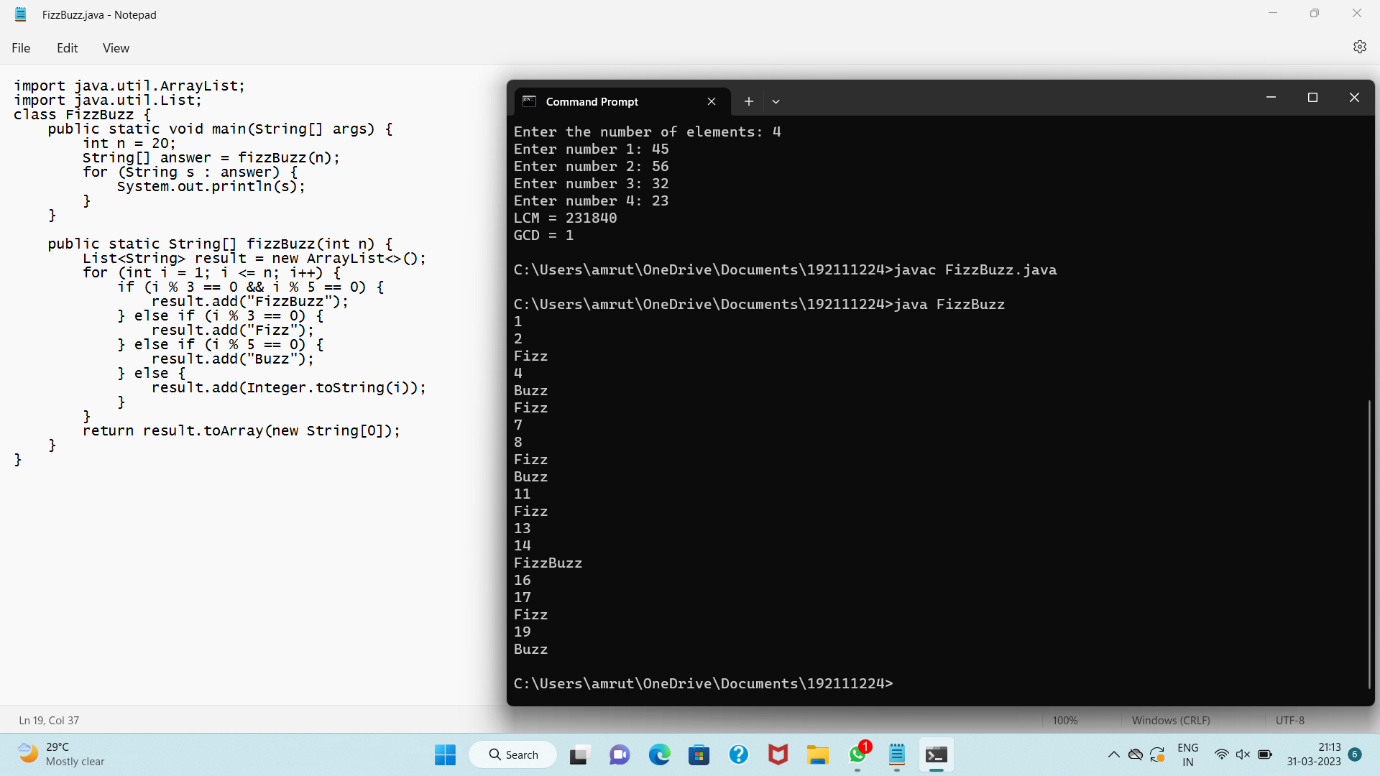 FizzBuzz.java - Notepad
File Edit View
import java.util.ArrayList;
import java.util.List;
class FizzBuzz {
    public static void main(String[] args) {
        int n = 20;
        String[] answer = fizzBuzz(n);
        for (String s : answer) {
            System.out.println(s);
        }
    }

    public static String[] fizzBuzz(int n) {
        List<String> result = new ArrayList<>();
        for (int i = 1; i <= n; i++) {
            if (i % 3 == 0 && i % 5 == 0) {
                result.add("FizzBuzz");
            } else if (i % 3 == 0) {
                result.add("Fizz");
            } else if (i % 5 == 0) {
                result.add("Buzz");
            } else {
                result.add(Integer.toString(i));
            }
        }
        return result.toArray(new String[0]);
    }
}
Command Prompt
Enter the number of elements: 4
Enter number 1: 45
Enter number 2: 56
Enter number 3: 32
Enter number 4: 23
LCM = 231840
GCD = 1

C:\Users\amrut\OneDrive\Documents\192111224>javac FizzBuzz.java

C:\Users\amrut\OneDrive\Documents\192111224>java FizzBuzz
1
2
Fizz
4
Buzz
Fizz
7
8
Fizz
Buzz
11
Fizz
13
14
FizzBuzz
16
17
Fizz
19
Buzz

C:\Users\amrut\OneDrive\Documents\192111224>
Ln 19, Col 37
100%
Windows (CRLF)
UTF-8
29°C
Mostly clear
Search
1
ENG
IN
21:13
31-03-2023
6